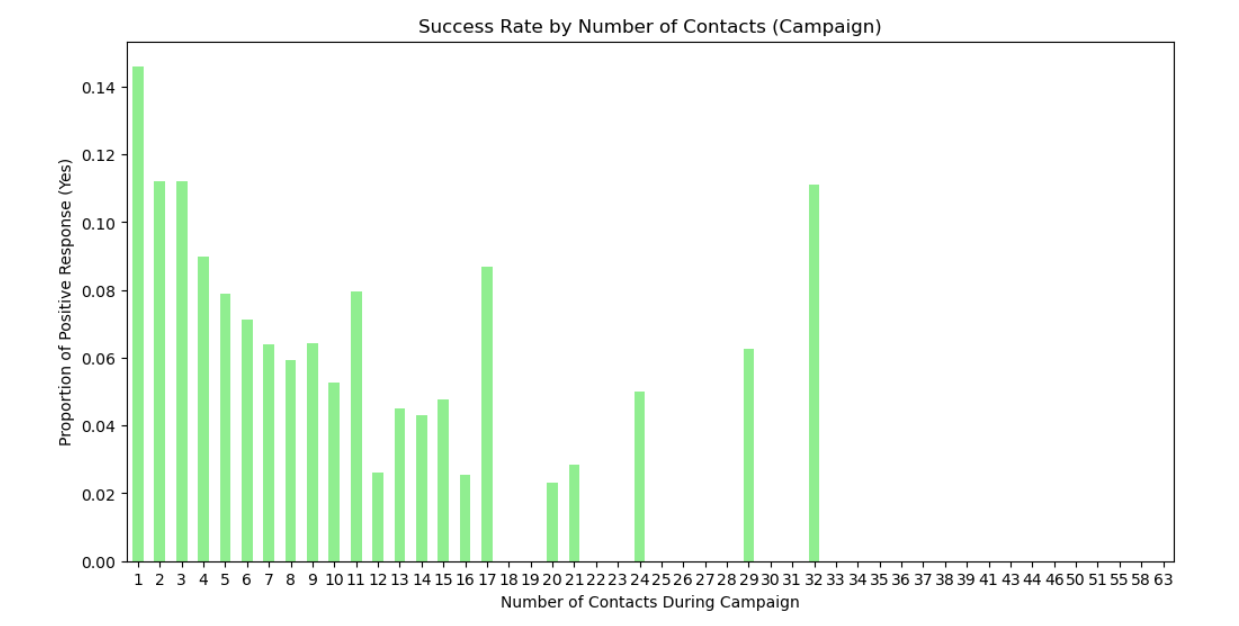 Success Rate by Number of Contacts (Campaign)
0.14
0.12
0.10
0.08
0.06
0.04
0.02
0.00
Proportion of Positive Response (Yes)
1 2 3 4 5 6 7 8 9 10 11 12 13 14 15 16 17 18 19 20 21 22 23 24 25 26 27 28 29 30 31 32 33 34 35 36 37 38 39 41 43 44 46 50 51 55 58 63
Number of Contacts During Campaign